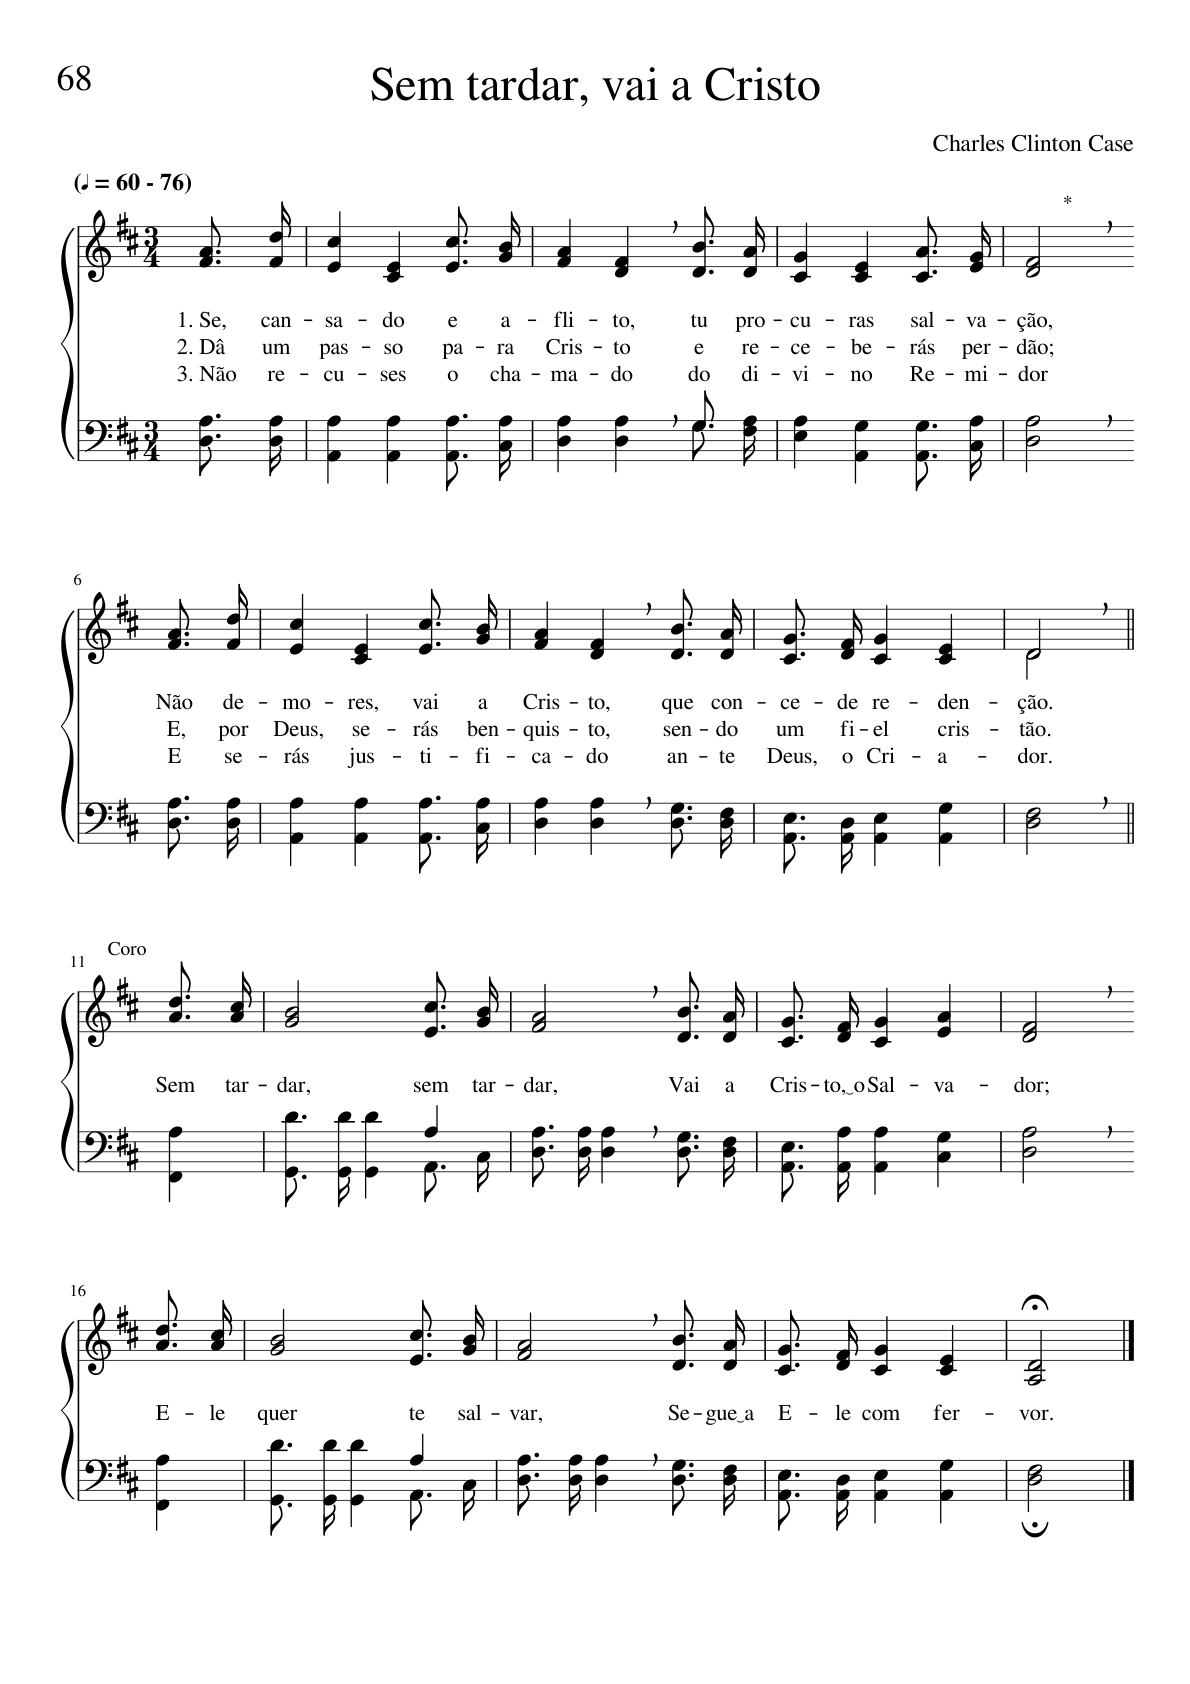 68
Sem tardar, vai a Cristo
Charles Clinton Case
(♩ = 60 - 76)
*
1. Se, can – sa – do e a – fli – to, tu pro – cu – ras sal – va – ção,
2. Dâ um pas – so pa – ra Cris – to e re – ce – be – rás per – dão;
3. Não re – cu – ses o cha – ma – do do di – vi – no Re – mi – dor
6
Não de – mo – res, vai a Cris – to, que con – ce – de re – den – ção.
E, por Deus, se – rás ben – quis – to, sen – do um fi – el cris – tão.
E se – rás jus – ti – fi – ca – do an – te Deus, o Cri – a – dor.
Coro
11
Sem tar – dar, sem tar – dar, Vai a Cris – to,‿o Sal – va – dor;
16
E – le quer te sal – var, Se – gue‿a E – le com fer – vor.